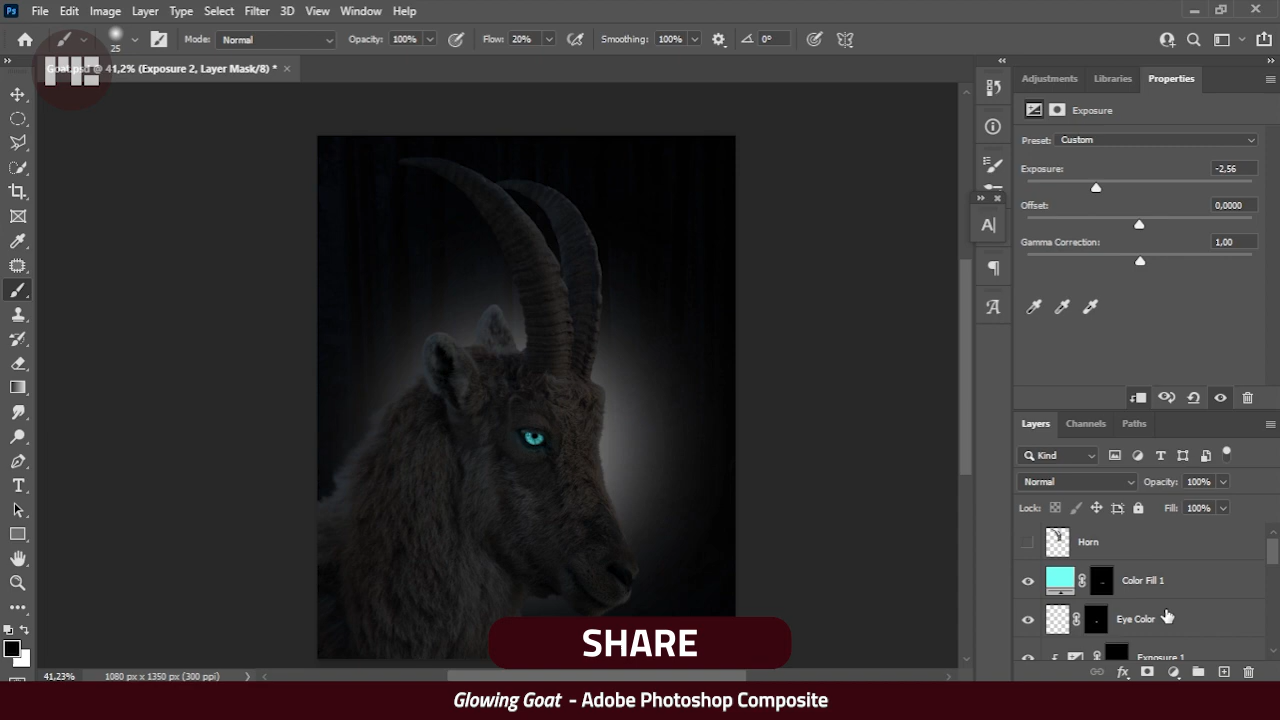 Ps File Edit Image Layer Type Select Filter 3D View Window Help
25 Mode: Normal Opacity: 100% Flow: 20% Smoothing: 100% 0°
Goat.psd @ 41,2% (Exposure 2, Layer Mask/8) *
Adjustments Libraries Properties
Exposure
Preset: Custom
Exposure: -2,56
Offset: 0,0000
Gamma Correction: 1,00
Layers Channels Paths
Kind
Normal Opacity: 100%
Lock: Fill: 100%
Horn
Color Fill 1
Eye Color
Exposure 1
SHARE
41,23% 1080 px x 1350 px (300 ppi)
Glowing Goat - Adobe Photoshop Composite